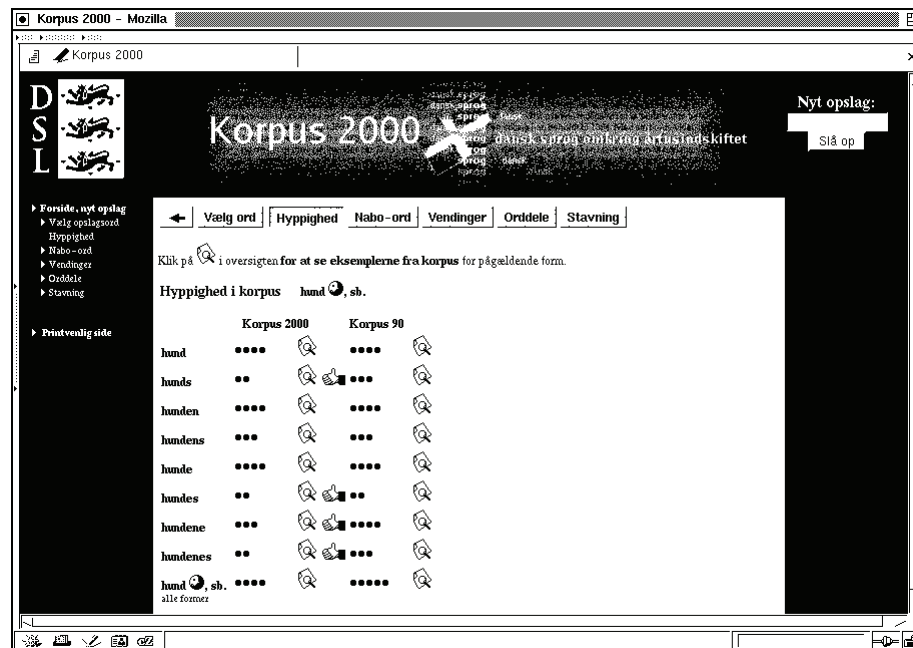 Korpus 2000 - Mozilla
Korpus 2000
D
S
L
Korpus 2000
dansk sprog omkring årtusindskiftet
Nyt opslag:
Slå op
Forside, nyt opslag
Vælg opslagsord
Hyppighed
Nabo-ord
Vendinger
Orddele
Stavning
Printvenlig side
Vælg ord Hyppighed Nabo-ord Vendinger Orddele Stavning
Klik på i oversigten for at se eksemplerne fra korpus for pågældende form.
Hyppighed i korpus hund , sb.
Korpus 2000 Korpus 90
hund
hunds
hunden
hundens
hunde
hundes
hundene
hundenes
hund , sb.
alle former